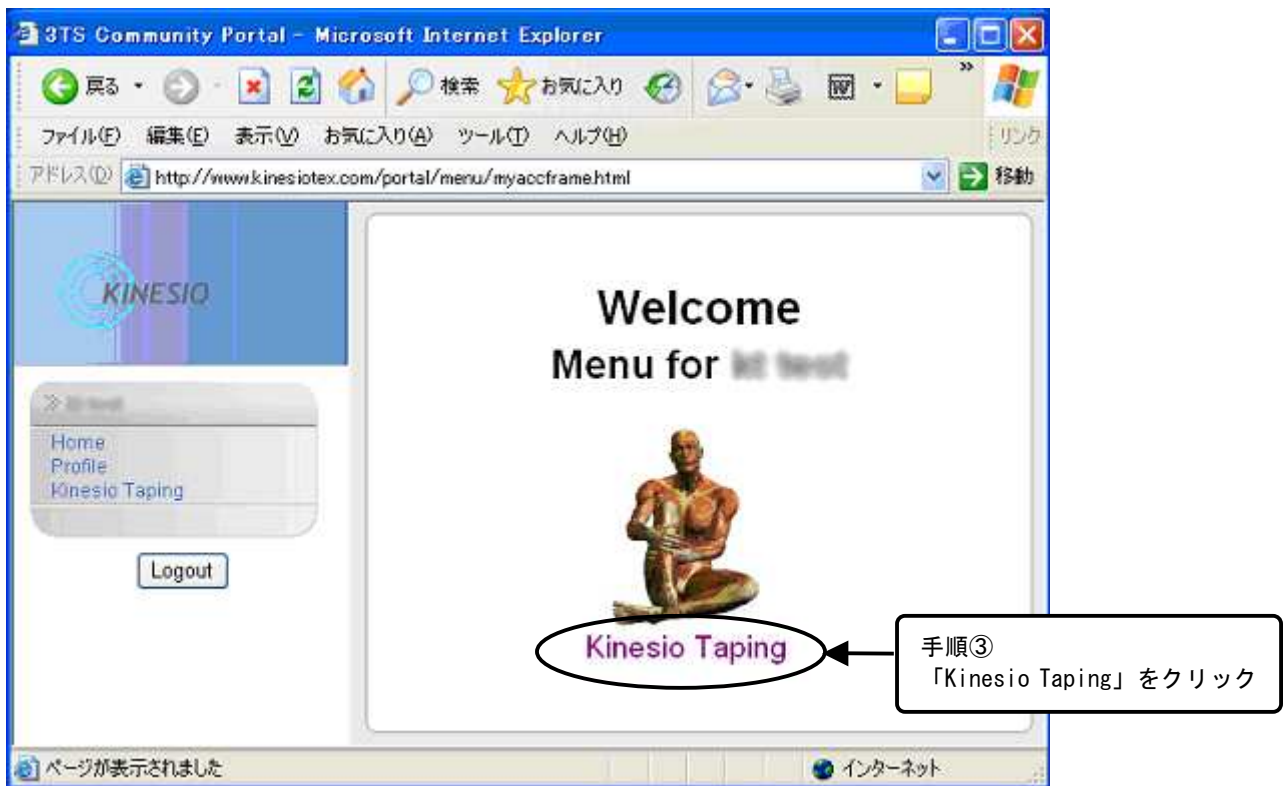 3TS Community Portal - Microsoft Internet Explorer
戻る 検索 お気に入り »
ファイル(F) 編集(E) 表示(V) お気に入り(A) ツール(T) ヘルプ(H) リンク
アドレス(D) http://www.kinesiotex.com/portal/menu/myaccframe.html 移動
KINESIO
Welcome
Menu for
»
Home
Profile
Kinesio Taping
Logout
Kinesio Taping
手順③
「Kinesio Taping」をクリック
ページが表示されました インターネット